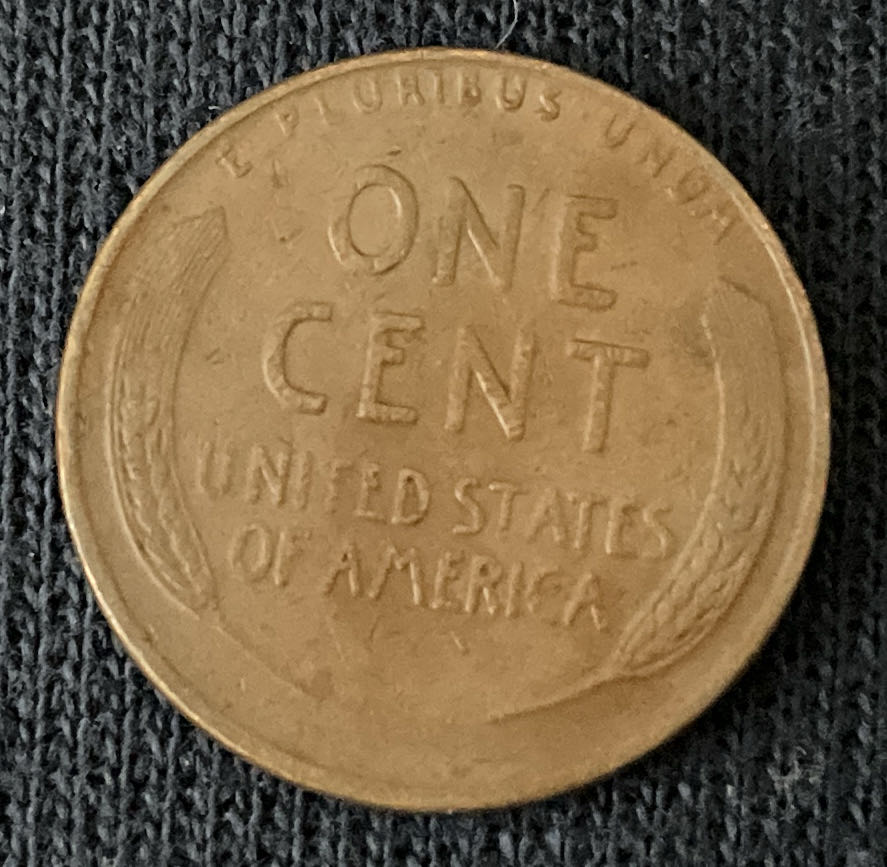 E PLURIBUS UNUM
ONE
CENT
UNITED STATES
OF AMERICA